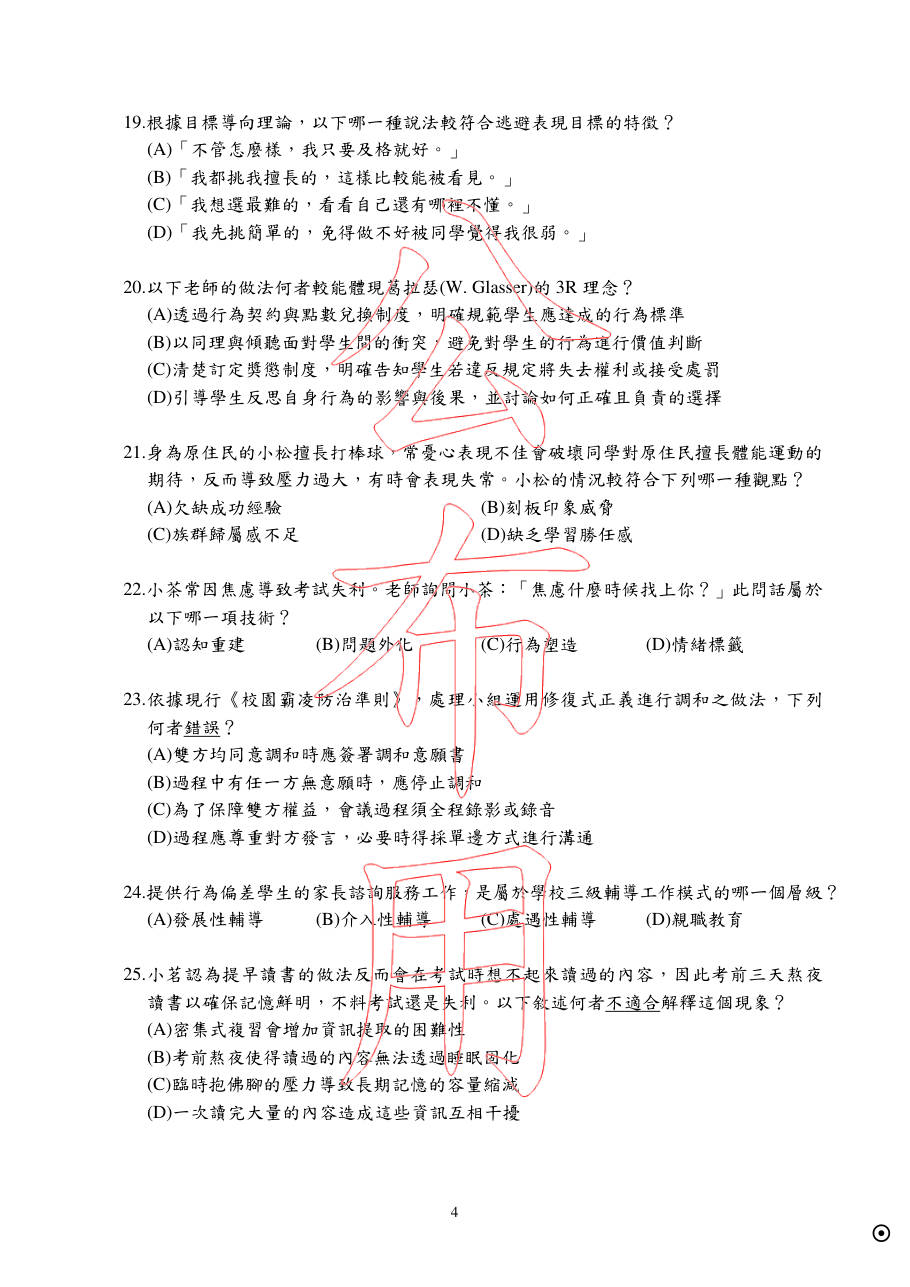 19.根據目標導向理論，以下哪一種說法較符合逃避表現目標的特徵？
(A)「不管怎麼樣，我只要及格就好。」
(B)「我都挑我擅長的，這樣比較能被看見。」
(C)「我想選最難的，看看自己還有哪裡不懂。」
(D)「我先挑簡單的，免得做不好被同學覺得我很弱。」
20.以下老師的做法何者較能體現葛拉瑟(W. Glasser)的 3R 理念？
(A)透過行為契約與點數兌換制度，明確規範學生應達成的行為標準
(B)以同理與傾聽面對學生間的衝突，避免對學生的行為進行價值判斷
(C)清楚訂定獎懲制度，明確告知學生若違反規定將失去權利或接受處罰
(D)引導學生反思自身行為的影響與後果，並討論如何正確且負責的選擇
21.身為原住民的小松擅長打棒球，常憂心表現不佳會破壞同學對原住民擅長體能運動的
期待，反而導致壓力過大，有時會表現失常。小松的情況較符合下列哪一種觀點？
(A)欠缺成功經驗 (B)刻板印象威脅
(C)族群歸屬感不足 (D)缺乏學習勝任感
22.小茶常因焦慮導致考試失利。老師詢問小茶：「焦慮什麼時候找上你？」此問話屬於
以下哪一項技術？
(A)認知重建 (B)問題外化 (C)行為塑造 (D)情緒標籤
23.依據現行《校園霸凌防治準則》，處理小組運用修復式正義進行調和之做法，下列
何者錯誤？
(A)雙方均同意調和時應簽署調和意願書
(B)過程中有任一方無意願時，應停止調和
(C)為了保障雙方權益，會議過程須全程錄影或錄音
(D)過程應尊重對方發言，必要時得採單邊方式進行溝通
24.提供行為偏差學生的家長諮詢服務工作，是屬於學校三級輔導工作模式的哪一個層級？
(A)發展性輔導 (B)介入性輔導 (C)處遇性輔導 (D)親職教育
25.小茗認為提早讀書的做法反而會在考試時想不起來讀過的內容，因此考前三天熬夜
讀書以確保記憶鮮明，不料考試還是失利。以下敘述何者不適合解釋這個現象？
(A)密集式複習會增加資訊提取的困難性
(B)考前熬夜使得讀過的內容無法透過睡眠固化
(C)臨時抱佛腳的壓力導致長期記憶的容量縮減
(D)一次讀完大量的內容造成這些資訊互相干擾
公布用
4